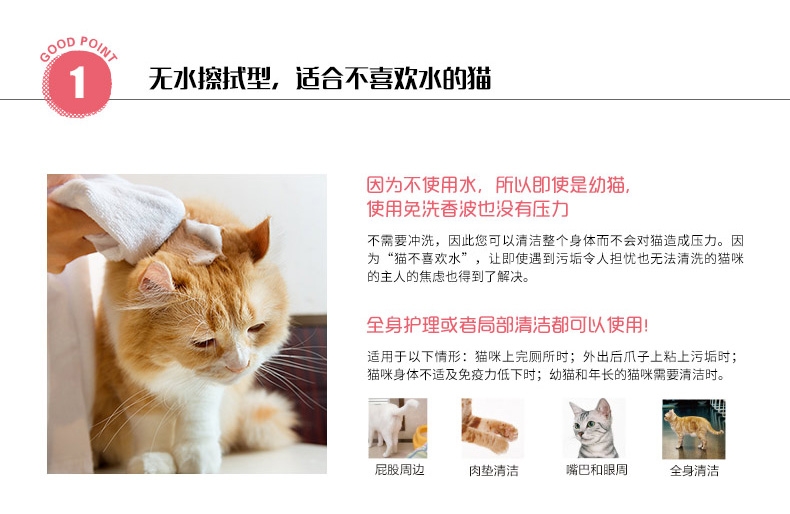 GOOD POINT
1
无水擦拭型，适合不喜欢水的猫
因为不使用水，所以即使是幼猫,
使用免洗香波也没有压力
不需要冲洗，因此您可以清洁整个身体而不会对猫造成压力。因
为“猫不喜欢水”，让即使遇到污垢令人担忧也无法清洗的猫咪
的主人的焦虑也得到了解决。
全身护理或者局部清洁都可以使用!
适用于以下情形：猫咪上完厕所时；外出后爪子上粘上污垢时；
猫咪身体不适及免疫力低下时；幼猫和年长的猫咪需要清洁时。
屁股周边
肉垫清洁
嘴巴和眼周
全身清洁